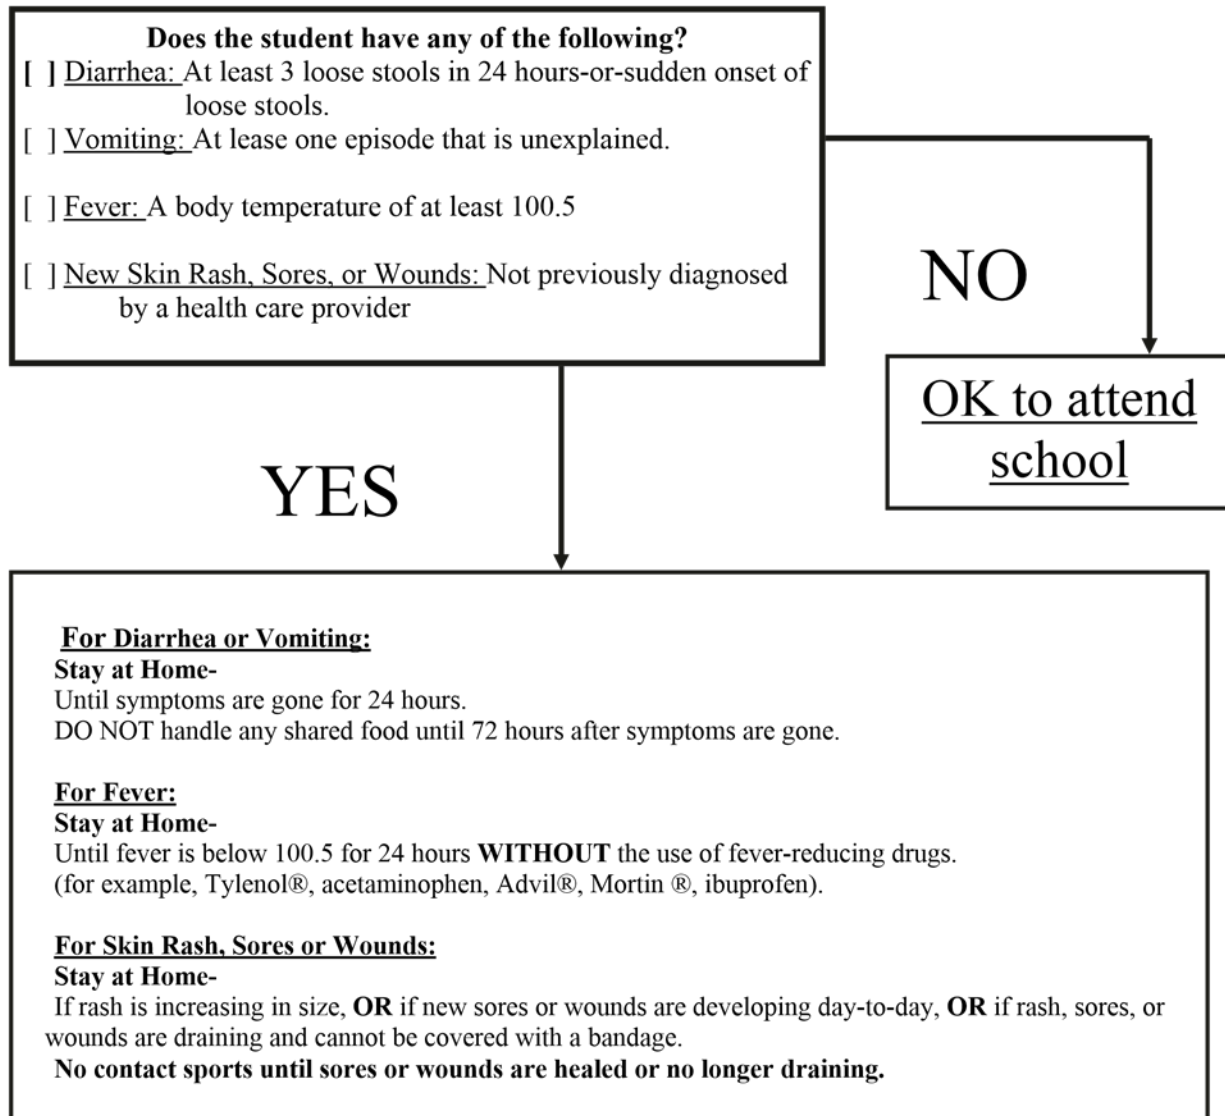 Does the student have any of the following?
[ ] Diarrhea: At least 3 loose stools in 24 hours-or-sudden onset of
loose stools.
[ ] Vomiting: At lease one episode that is unexplained.
[ ] Fever: A body temperature of at least 100.5
[ ] New Skin Rash, Sores, or Wounds: Not previously diagnosed
by a health care provider
NO
OK to attend
school
YES
For Diarrhea or Vomiting:
Stay at Home-
Until symptoms are gone for 24 hours.
DO NOT handle any shared food until 72 hours after symptoms are gone.
For Fever:
Stay at Home-
Until fever is below 100.5 for 24 hours WITHOUT the use of fever-reducing drugs.
(for example, Tylenol®, acetaminophen, Advil®, Mortin ®, ibuprofen).
For Skin Rash, Sores or Wounds:
Stay at Home-
If rash is increasing in size, OR if new sores or wounds are developing day-to-day, OR if rash, sores, or
wounds are draining and cannot be covered with a bandage.
No contact sports until sores or wounds are healed or no longer draining.